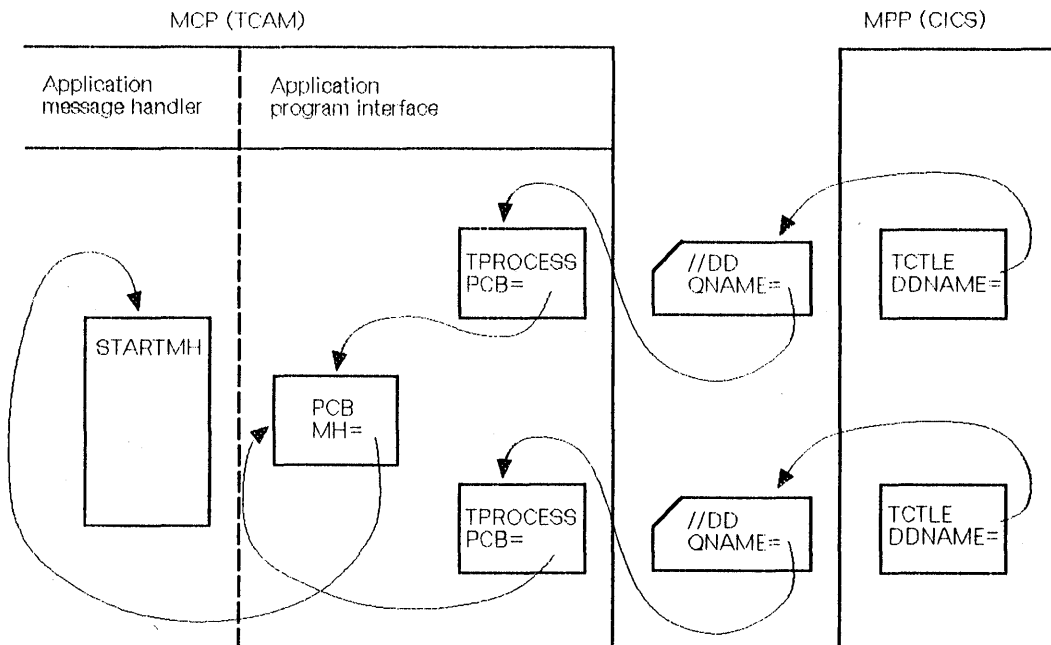 MCP (TCAM)
MPP (CICS)
Application
message handler
Application
program interface
TPROCESS
PCB=
//DD
QNAME=
TCTLE
DDNAME=
STARTMH
PCB
MH=
TPROCESS
PCB=
//DD
QNAME=
TCTLE
DDNAME=